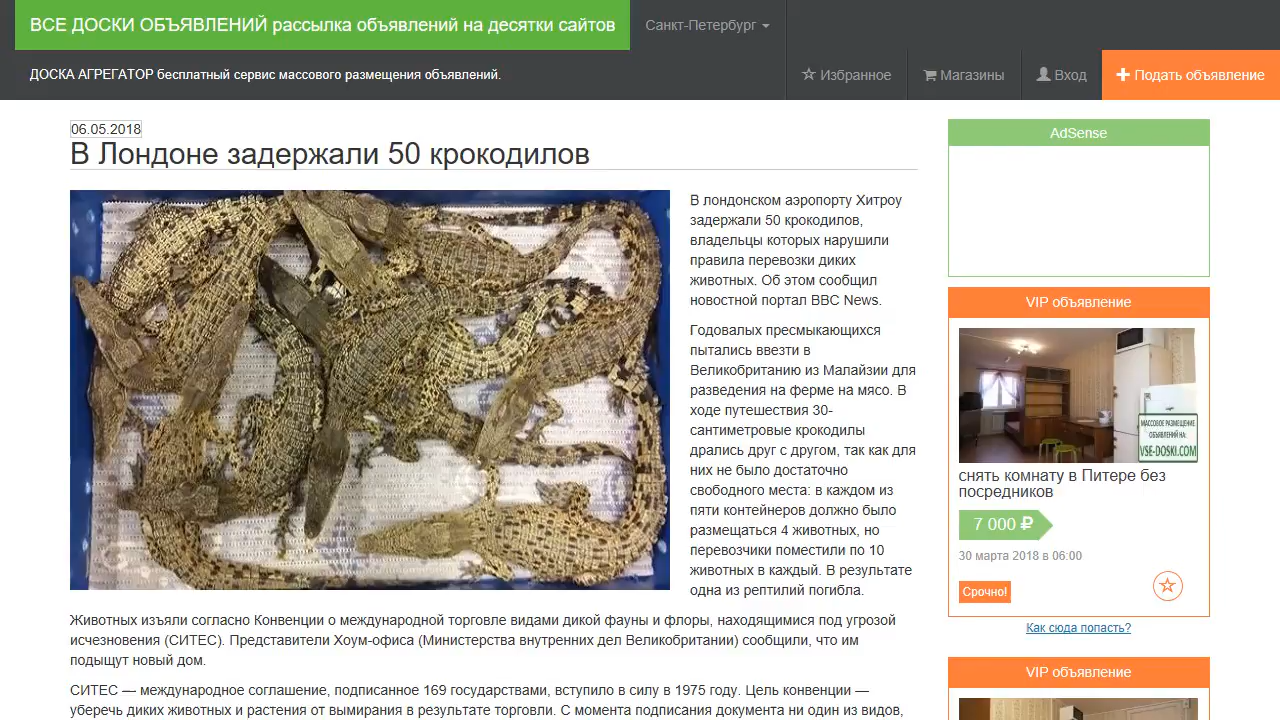 ВСЕ ДОСКИ ОБЪЯВЛЕНИЙ рассылка объявлений на десятки сайтов
Санкт-Петербург
ДОСКА АГРЕГАТОР бесплатный сервис массового размещения объявлений.
Избранное
Магазины
Вход
Подать объявление
06.05.2018
В Лондоне задержали 50 крокодилов
В лондонском аэропорту Хитроу
задержали 50 крокодилов,
владельцы которых нарушили
правила перевозки диких
животных. Об этом сообщил
новостной портал BBC News.
Годовалых пресмыкающихся
пытались ввезти в
Великобританию из Малайзии для
разведения на ферме на мясо. В
ходе путешествия 30-
сантиметровые крокодилы
дрались друг с другом, так как для
них не было достаточно
свободного места: в каждом из
пяти контейнеров должно было
размещаться 4 животных, но
перевозчики поместили по 10
животных в каждый. В результате
одна из рептилий погибла.
Животных изъяли согласно Конвенции о международной торговле видами дикой фауны и флоры, находящимися под угрозой
исчезновения (СИТЕС). Представители Хоум-офиса (Министерства внутренних дел Великобритании) сообщили, что им
подыщут новый дом.
СИТЕС — международное соглашение, подписанное 169 государствами, вступило в силу в 1975 году. Цель конвенции —
уберечь диких животных и растения от вымирания в результате торговли. С момента подписания документа ни один из видов,
AdSense
VIP объявление
МАССОВОЕ РАЗМЕЩЕНИЕ
ОБЪЯВЛЕНИЙ НА:
VSE-DOSKI.COM
снять комнату в Питере без
посредников
7 000 ₽
30 марта 2018 в 06:00
Срочно!
Как сюда попасть?
VIP объявление